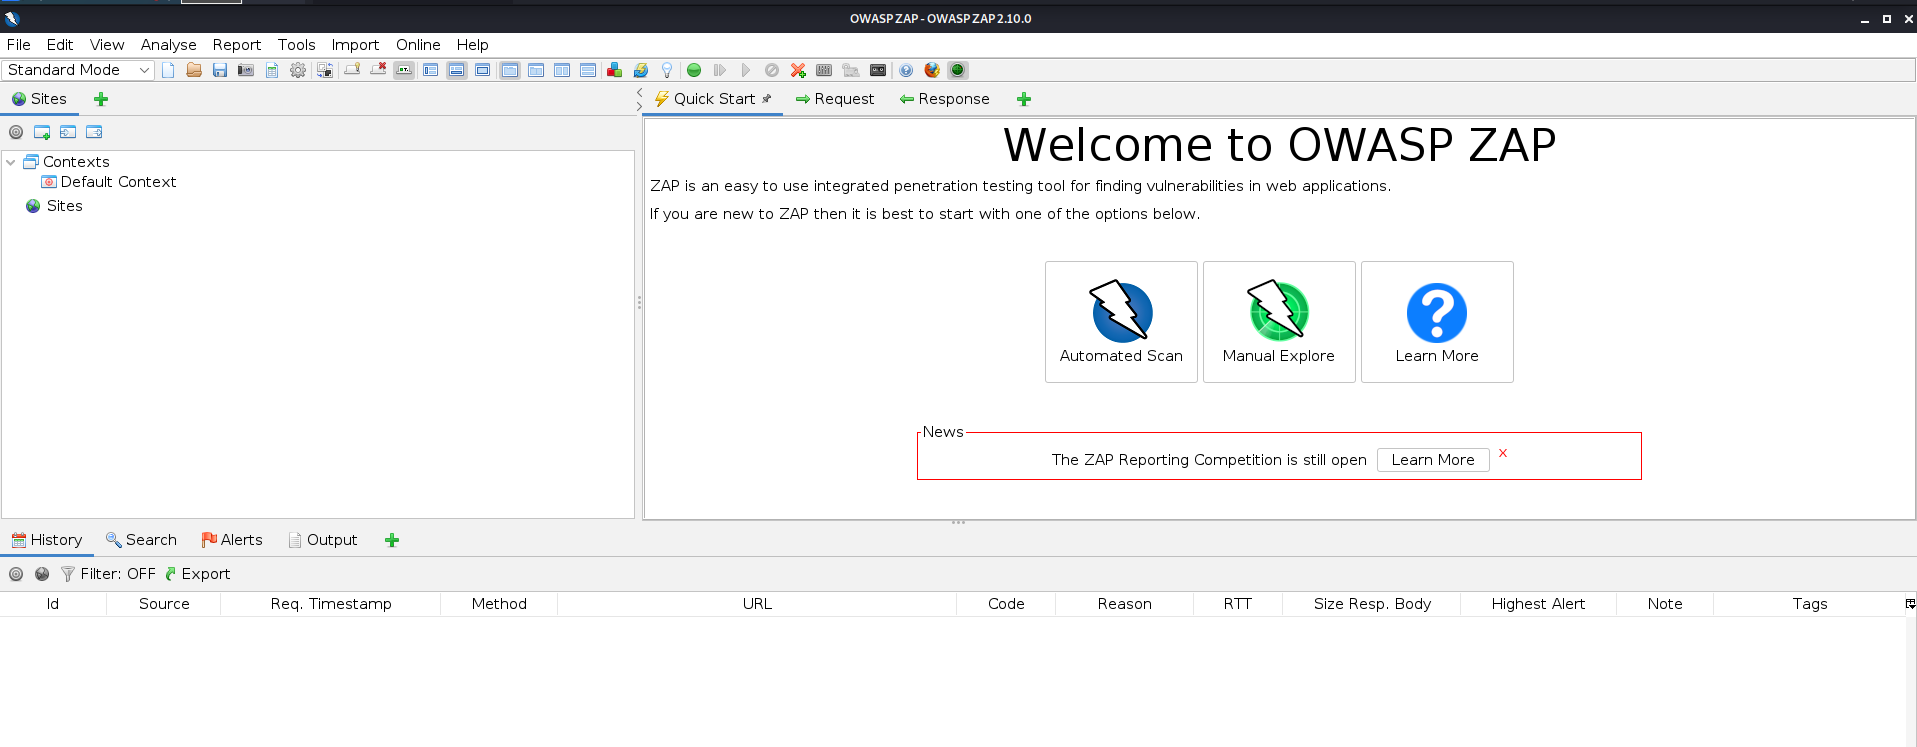 OWASP ZAP - OWASP ZAP 2.10.0
File Edit View Analyse Report Tools Import Online Help
Standard Mode
Sites
Quick Start Request Response
Contexts
Default Context
Sites
Welcome to OWASP ZAP
ZAP is an easy to use integrated penetration testing tool for finding vulnerabilities in web applications.
If you are new to ZAP then it is best to start with one of the options below.
Automated Scan Manual Explore Learn More
News
The ZAP Reporting Competition is still open Learn More X
History Search Alerts Output
Filter: OFF Export
Id Source Req. Timestamp Method URL Code Reason RTT Size Resp. Body Highest Alert Note Tags